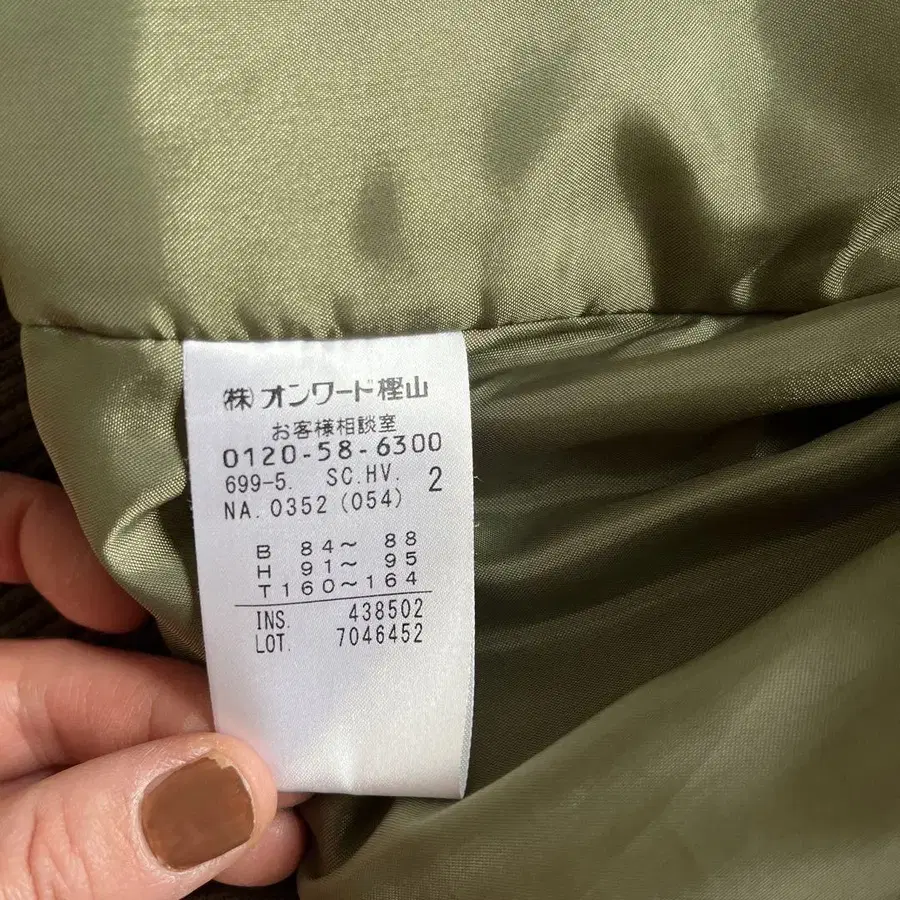 ㈱オンワード樫山
お客様相談室
0120-58-6300
699-5. SC.HV. 2
NA. 0352 (054)
B 84～ 88
H 91～ 95
T160～164
INS. 438502
LOT. 7046452